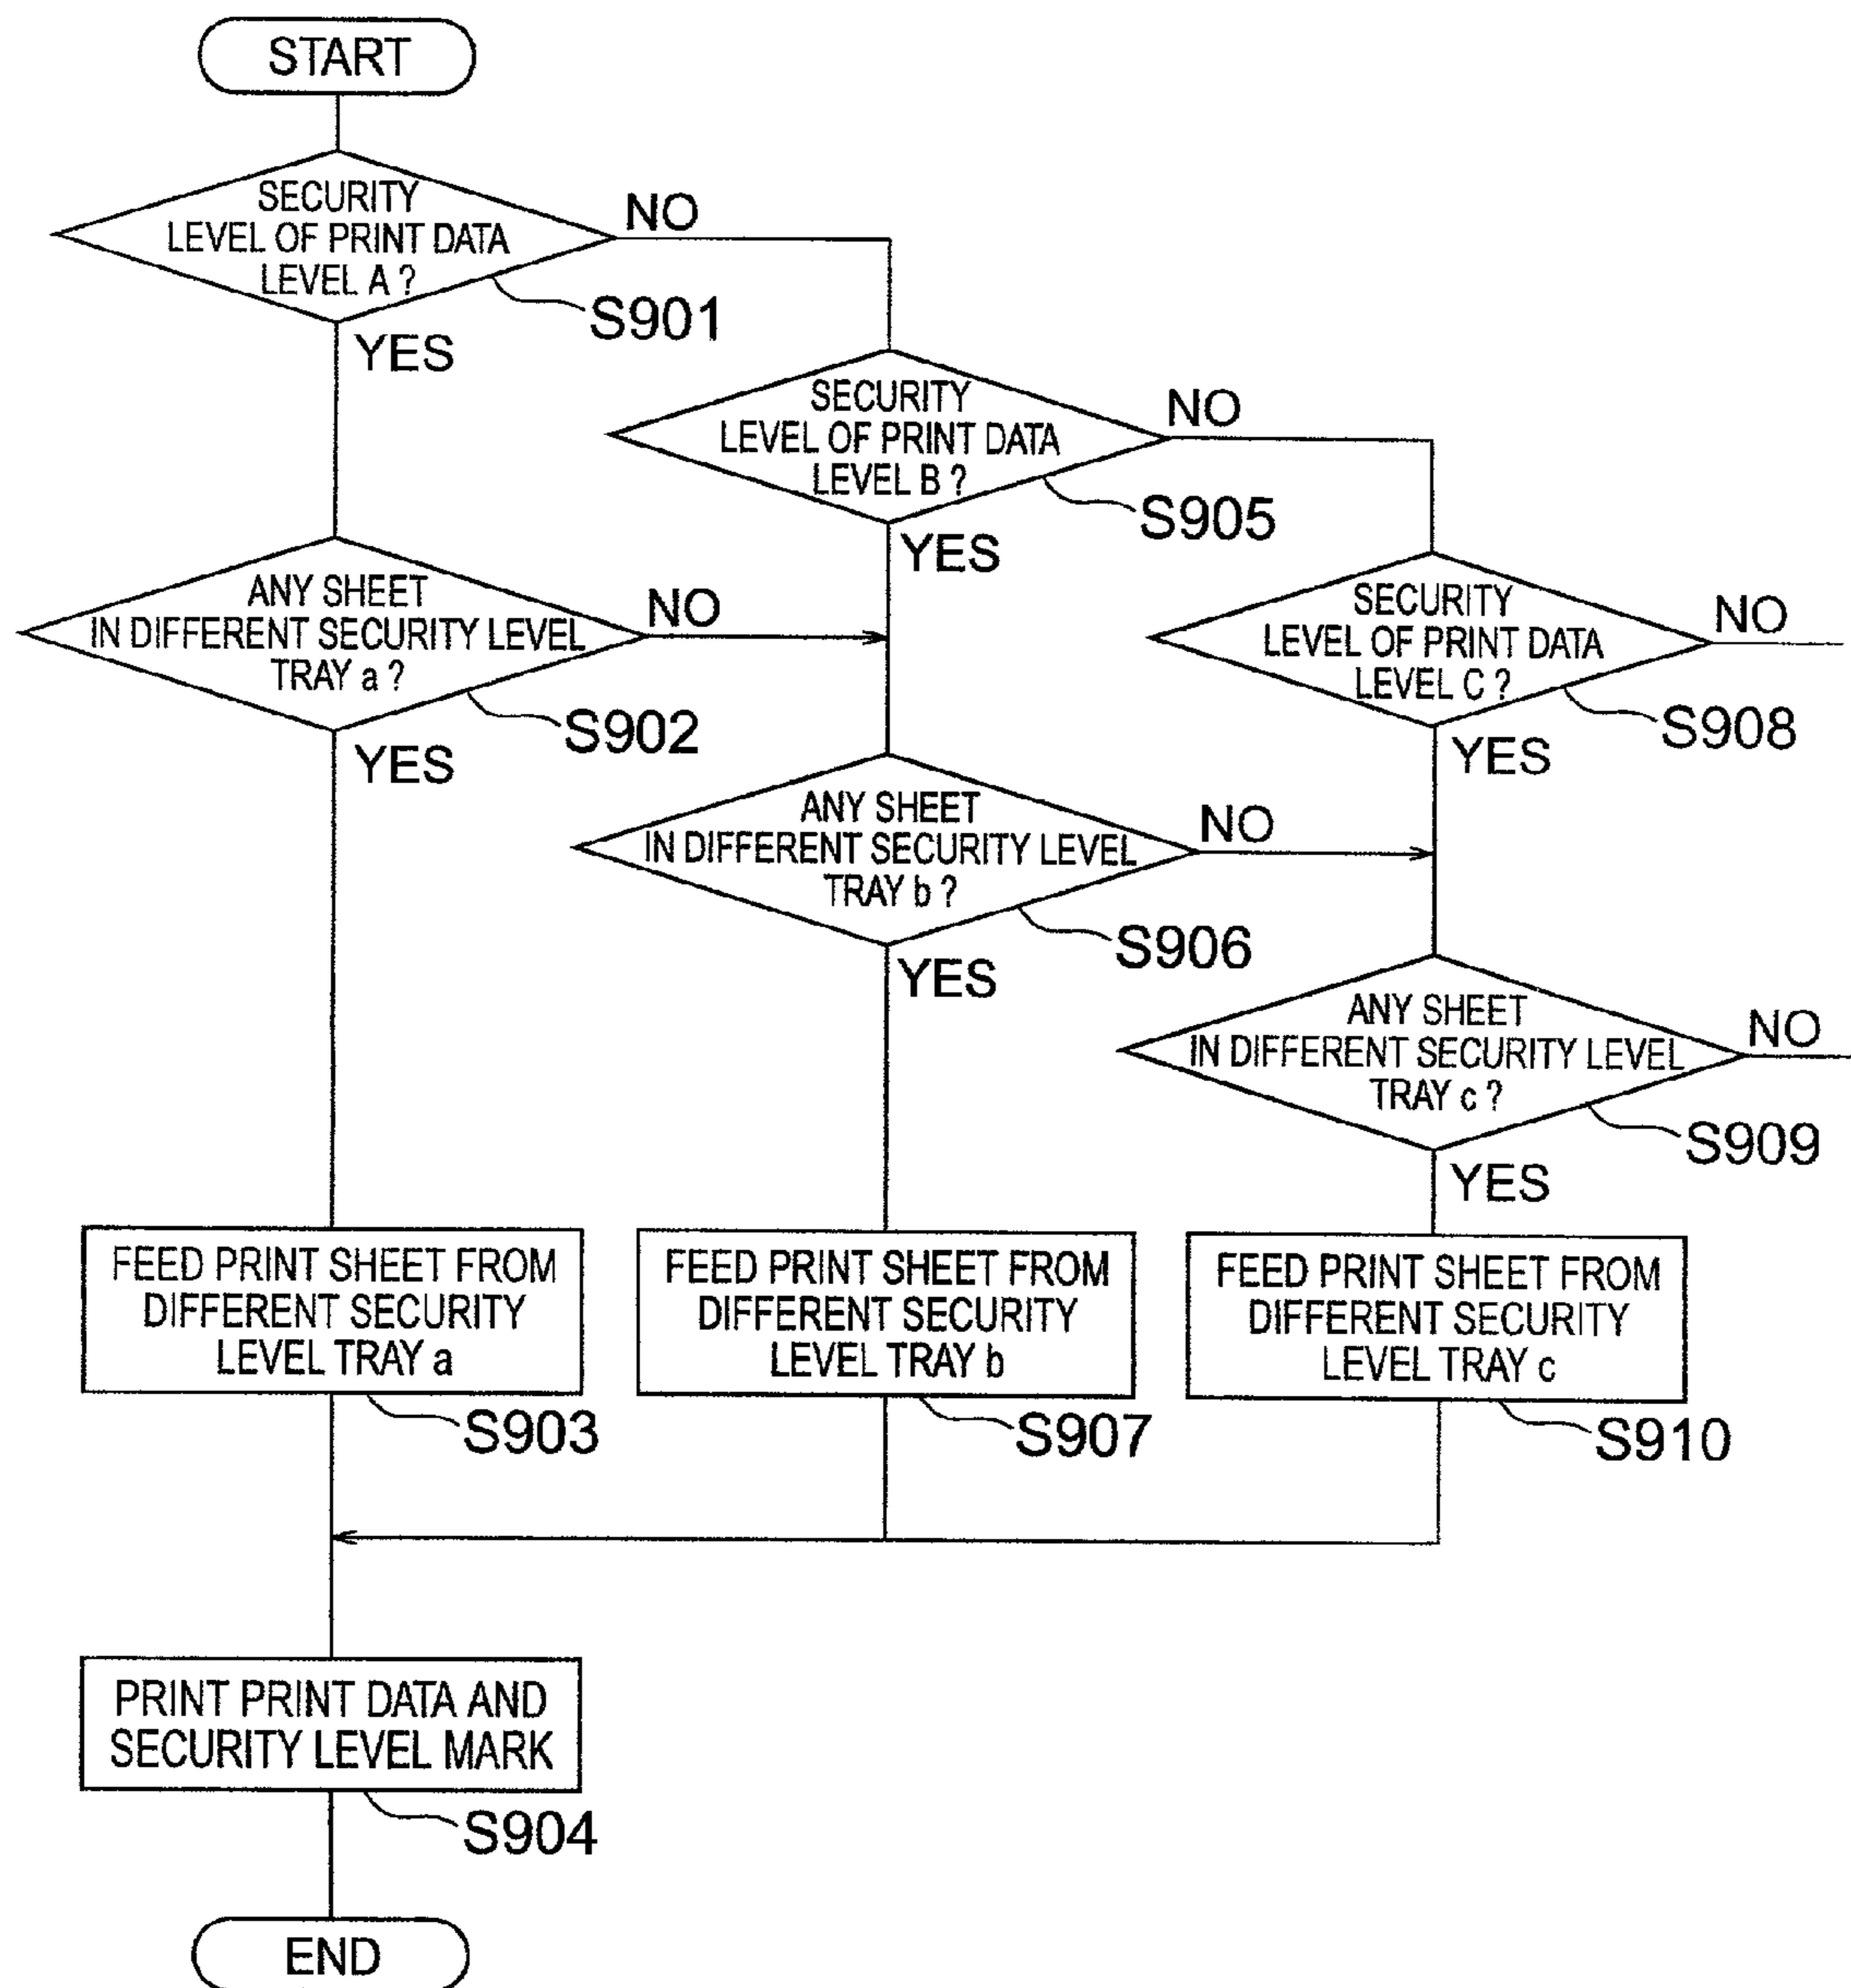 START
SECURITY
LEVEL OF PRINT DATA
LEVEL A ?
NO
S901
YES
SECURITY
LEVEL OF PRINT DATA
LEVEL B ?
NO
S905
YES
ANY SHEET
IN DIFFERENT SECURITY LEVEL
TRAY a ?
NO
S902
YES
SECURITY
LEVEL OF PRINT DATA
LEVEL C ?
NO
S908
YES
ANY SHEET
IN DIFFERENT SECURITY LEVEL
TRAY b ?
NO
S906
YES
ANY SHEET
IN DIFFERENT SECURITY LEVEL
TRAY c ?
NO
S909
YES
FEED PRINT SHEET FROM
DIFFERENT SECURITY
LEVEL TRAY a
S903
FEED PRINT SHEET FROM
DIFFERENT SECURITY
LEVEL TRAY b
S907
FEED PRINT SHEET FROM
DIFFERENT SECURITY
LEVEL TRAY c
S910
PRINT PRINT DATA AND
SECURITY LEVEL MARK
S904
END